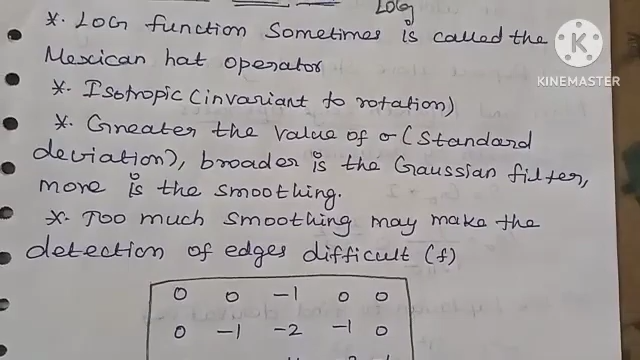 LOG
*. LOG function sometimes is called the
Mexican hat operator
*. Isotropic (invariant to rotation)
*. Greater the value of σ (Standard
deviation), broader is the Gaussian filter,
more is the smoothing.
*. Too much smoothing may make the
detection of edges difficult (f)
0 0 -1 0 0
0 -1 -2 -1 0
KINEMASTER